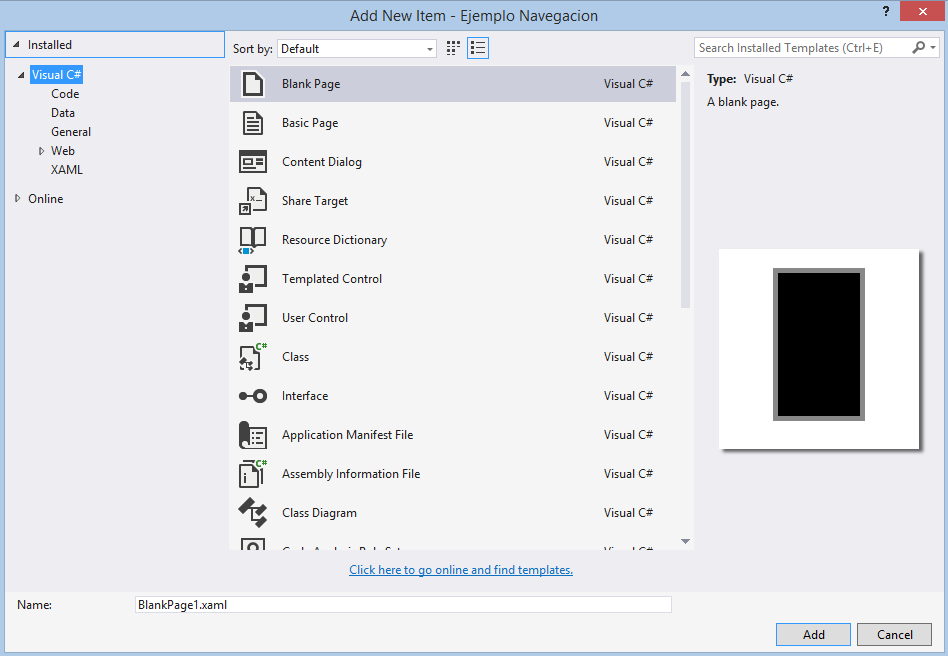 Add New Item - Ejemplo Navegacion
?
Installed
Sort by: Default
Search Installed Templates (Ctrl+E)
Visual C#
Code
Data
General
Web
XAML
Online
Blank Page Visual C#
Basic Page Visual C#
Content Dialog Visual C#
Share Target Visual C#
Resource Dictionary Visual C#
Templated Control Visual C#
User Control Visual C#
C#
Class Visual C#
Interface Visual C#
Application Manifest File Visual C#
C#
Assembly Information File Visual C#
Class Diagram Visual C#
Type: Visual C#
A blank page.
Click here to go online and find templates.
Name: BlankPage1.xaml
Add Cancel